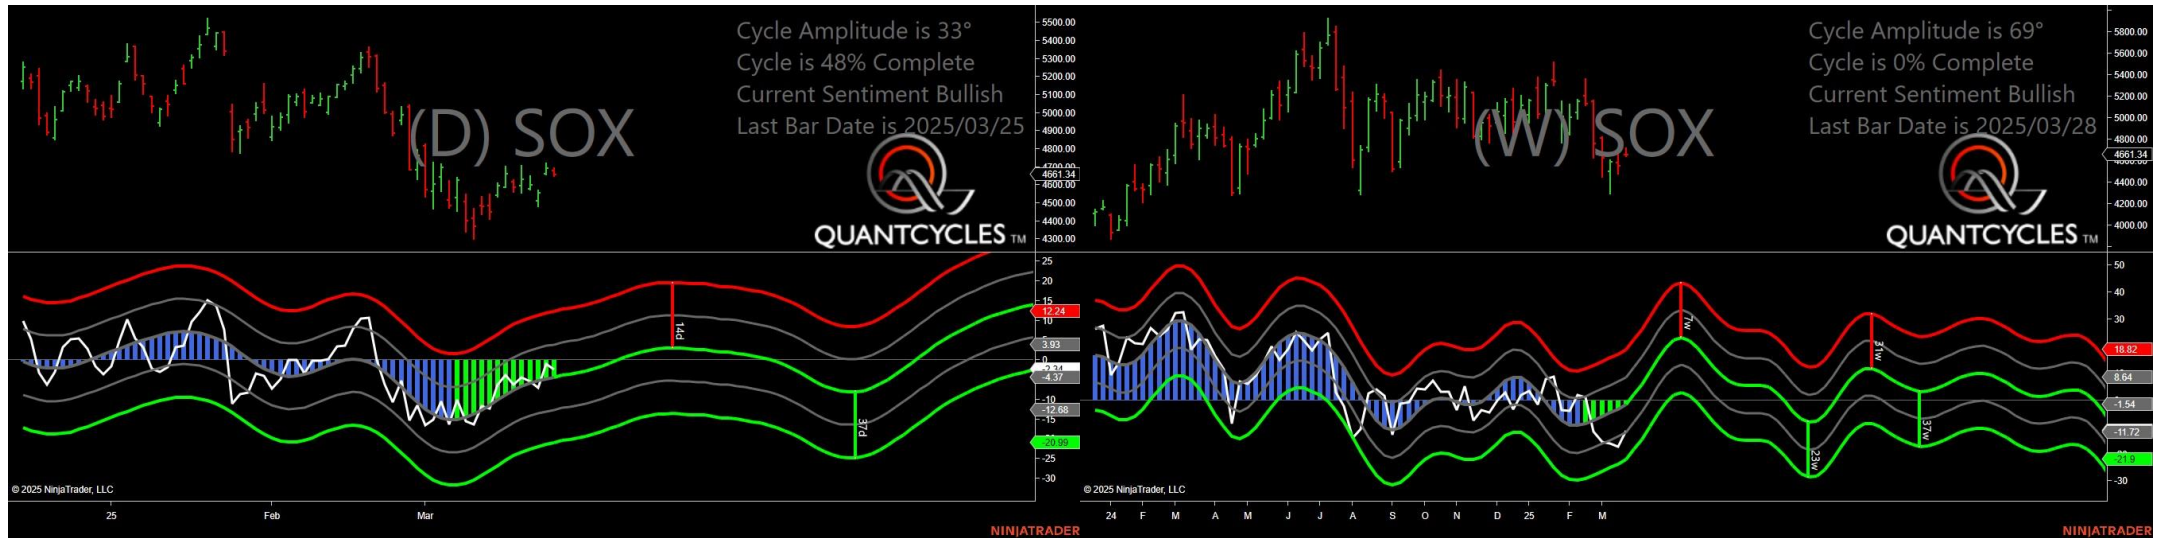 Cycle Amplitude is 33°
Cycle is 48% Complete
Current Sentiment Bullish
Last Bar Date is 2025/03/25
(D) SOX
QUANTCYCLES TM
5500.00
5400.00
5300.00
5200.00
5100.00
5000.00
4900.00
4800.00
4700.00
4661.34
4600.00
4500.00
4400.00
4300.00
25
20
15
12.24
10
3.93
0
-2.34
-4.37
-10
-12.68
-15
-20.99
-25
-30
14d
37d
© 2025 NinjaTrader, LLC
25
Feb
Mar
NINJATRADER
Cycle Amplitude is 69°
Cycle is 0% Complete
Current Sentiment Bullish
Last Bar Date is 2025/03/28
(W) SOX
QUANTCYCLES TM
5800.00
5600.00
5400.00
5200.00
5000.00
4800.00
4661.34
4400.00
4200.00
4000.00
50
40
30
18.82
8.64
-1.54
-11.72
-21.9
-30
7w
31w
23w
37w
© 2025 NinjaTrader, LLC
24 F M A M J J A S O N D 25 F M
NINJATRADER